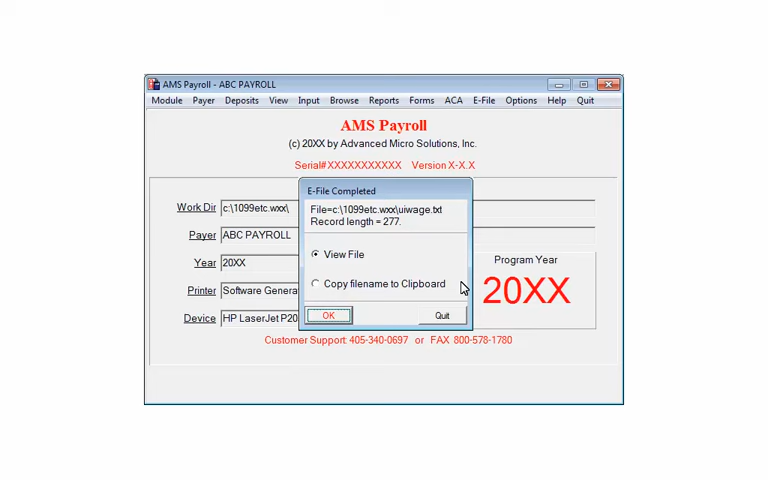 AMS Payroll - ABC PAYROLL
Module Payer Deposits View Input Browse Reports Forms ACA E-File Options Help Quit
AMS Payroll
(c) 20XX by Advanced Micro Solutions, Inc.
Serial#XXXXXXXXXXX Version X-X.X
E-File Completed
File=c:\1099etc.wxx\uiwage.txt
Record length = 277.
View File
Copy filename to Clipboard
OK Quit
Work Dir c:\1099etc.wxx\
Payer ABC PAYROLL
Year 20XX
Printer Software Genera
Device HP LaserJet P20
Program Year
20XX
Customer Support: 405-340-0697 or FAX 800-578-1780